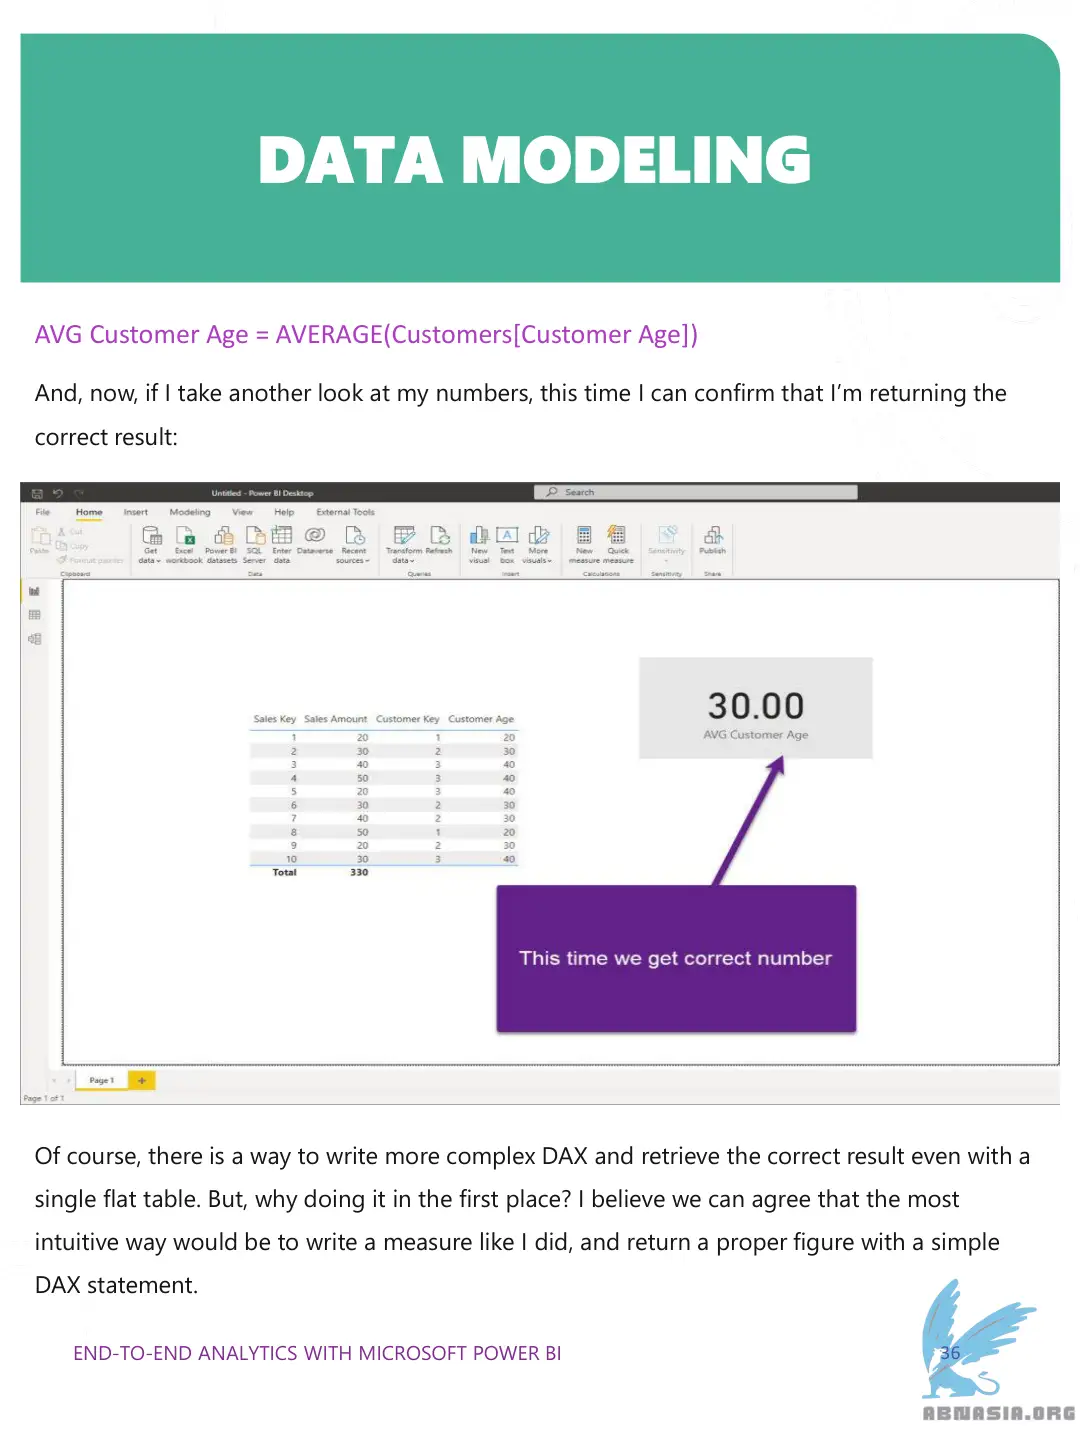 DATA MODELING
AVG Customer Age = AVERAGE(Customers[Customer Age])
And, now, if I take another look at my numbers, this time I can confirm that I’m returning the
correct result:
Untitled - Power BI Desktop
Search
File Home Insert Modeling View Help External Tools
Paste
Cut
Copy
Format painter
Clipboard
Get data
Excel workbook
Power BI datasets
SQL Server
Enter data
Dataverse
Recent sources
Data
Transform data
Refresh
Queries
New visual
Text box
More visuals
Insert
New measure
Quick measure
Calculations
Sensitivity
Sensitivity
Publish
Share
Sales Key Sales Amount Customer Key Customer Age
1 20 1 20
2 30 2 30
3 40 3 40
4 50 3 40
5 20 3 40
6 30 2 30
7 40 2 30
8 50 1 20
9 20 2 30
10 30 3 40
Total 330
30.00
AVG Customer Age
This time we get correct number
Page 1
+
Page 1 of 1
Of course, there is a way to write more complex DAX and retrieve the correct result even with a
single flat table. But, why doing it in the first place? I believe we can agree that the most
intuitive way would be to write a measure like I did, and return a proper figure with a simple
DAX statement.
END-TO-END ANALYTICS WITH MICROSOFT POWER BI
36
ABNASIA.ORG